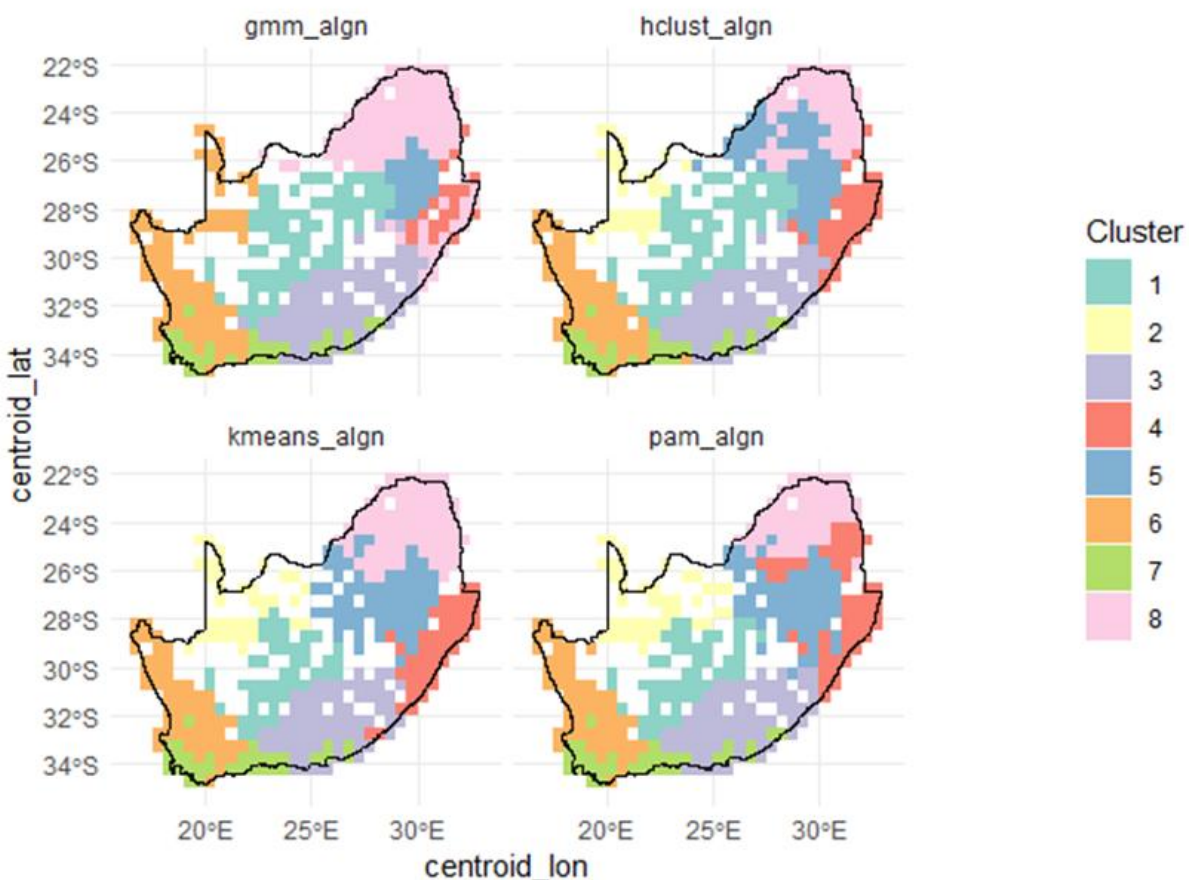 gmm_algn
hclust_algn
22°S
24°S
26°S
28°S
30°S
32°S
34°S
kmeans_algn
pam_algn
22°S
24°S
26°S
28°S
30°S
32°S
34°S
20°E 25°E 30°E
20°E 25°E 30°E
centroid_lon
centroid_lat
Cluster
1
2
3
4
5
6
7
8